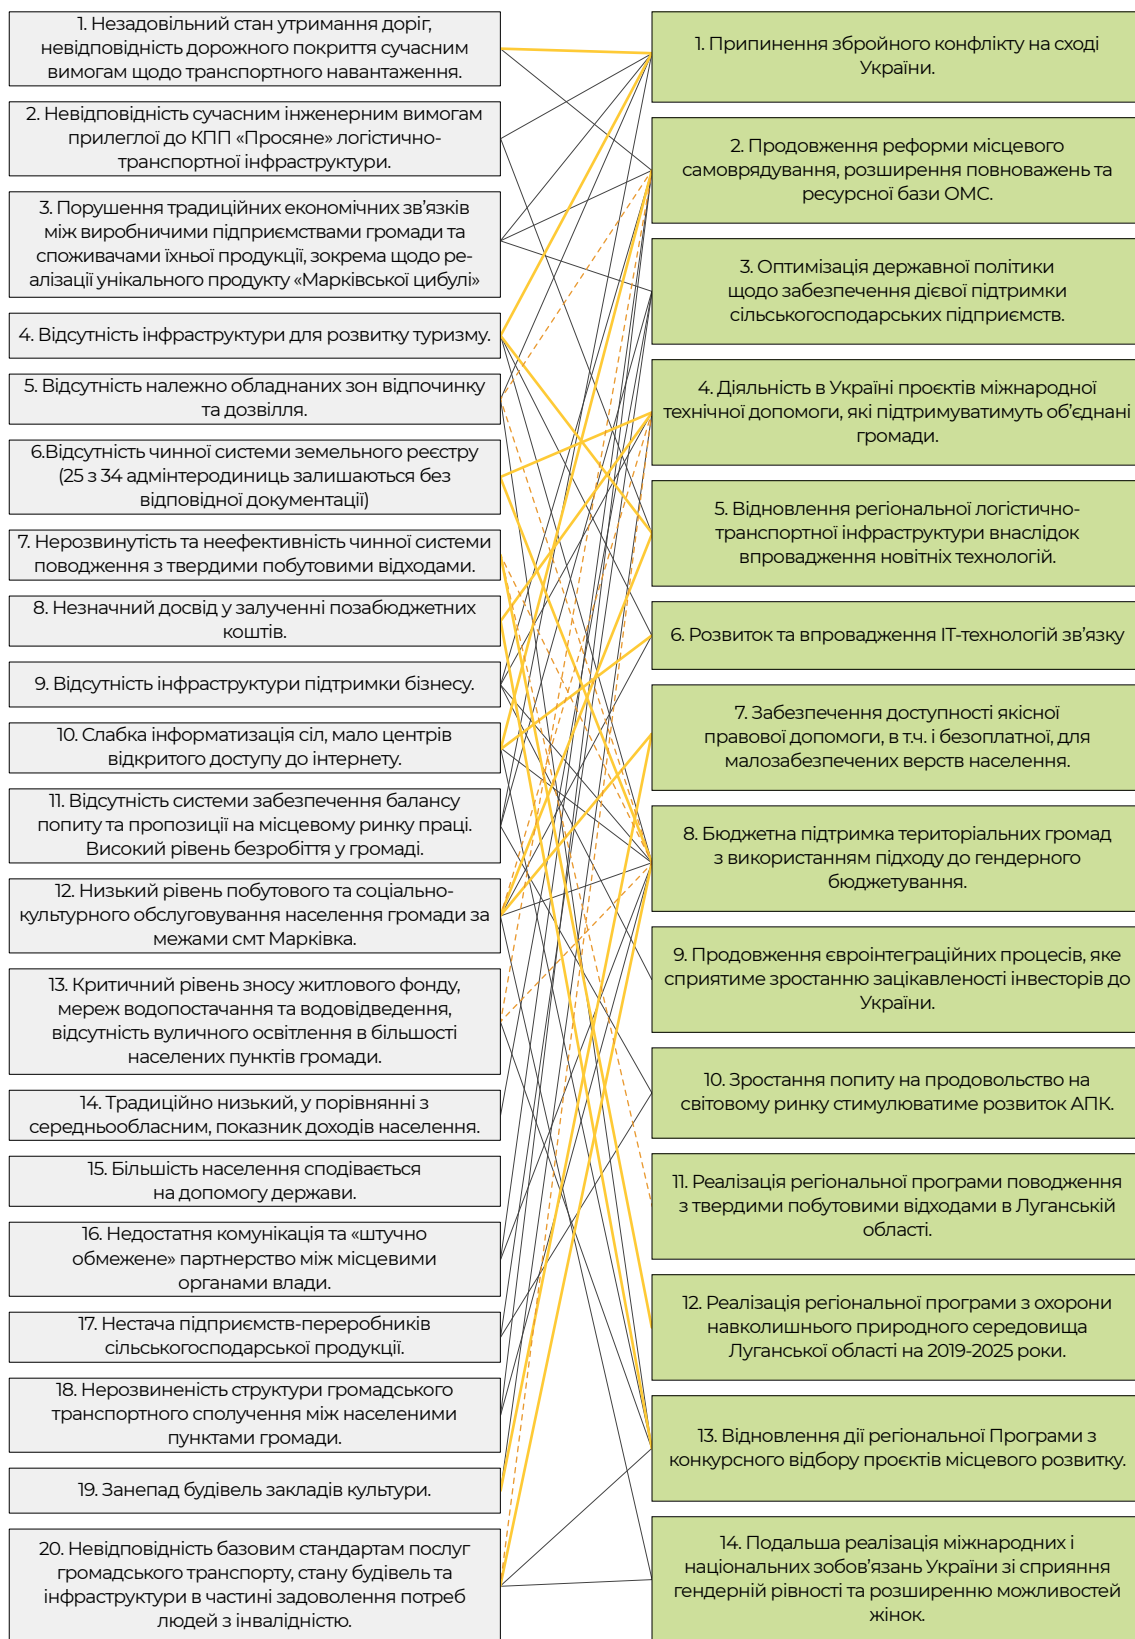 1. Незадовільний стан утримання доріг,
невідповідність дорожного покриття сучасним
вимогам щодо транспортного навантаження.
2. Невідповідність сучасним інженерним вимогам
прилеглої до КПП «Просяне» логістично-
транспортної інфраструктури.
3. Порушення традиційних економічних зв’язків
між виробничими підприємствами громади та
споживачами їхньої продукції, зокрема щодо ре-
алізації унікального продукту «Марківської цибулі»
4. Відсутність інфраструктури для розвитку туризму.
5. Відсутність належно обладнаних зон відпочинку
та дозвілля.
6.Відсутність чинної системи земельного реєстру
(25 з 34 адмінтеродиниць залишаються без
відповідної документації)
7. Нерозвинутість та неефективність чинної системи
поводження з твердими побутовими відходами.
8. Незначний досвід у залученні позабюджетних
коштів.
9. Відсутність інфраструктури підтримки бізнесу.
10. Слабка інформатизація сіл, мало центрів
відкритого доступу до інтернету.
11. Відсутність системи забезпечення балансу
попиту та пропозиції на місцевому ринку праці.
Високий рівень безробіття у громаді.
12. Низький рівень побутового та соціально-
культурного обслуговування населення громади за
межами смт Марківка.
13. Критичний рівень зносу житлового фонду,
мереж водопостачання та водовідведення,
відсутність вуличного освітлення в більшості
населених пунктів громади.
14. Традиційно низький, у порівнянні з
середньообласним, показник доходів населення.
15. Більшість населення сподівається
на допомогу держави.
16. Недостатня комунікація та «штучно
обмежене» партнерство між місцевими
органами влади.
17. Нестача підприємств-переробників
сільськогосподарської продукції.
18. Нерозвиненість структури громадського
транспортного сполучення між населеними
пунктами громади.
19. Занепад будівель закладів культури.
20. Невідповідність базовим стандартам послуг
громадського транспорту, стану будівель та
інфраструктури в частині задоволення потреб
людей з інвалідністю.
1. Припинення збройного конфлікту на сході
України.
2. Продовження реформи місцевого
самоврядування, розширення повноважень та
ресурсної бази ОМС.
3. Оптимізація державної політики
щодо забезпечення дієвої підтримки
сільськогосподарських підприємств.
4. Діяльність в Україні проєктів міжнародної
технічної допомоги, які підтримуватимуть об’єднані
громади.
5. Відновлення регіональної логістично-
транспортної інфраструктури внаслідок
впровадження новітніх технологій.
6. Розвиток та впровадження ІТ-технологій зв’язку
7. Забезпечення доступності якісної
правової допомоги, в т.ч. і безоплатної, для
малозабезпечених верств населення.
8. Бюджетна підтримка територіальних громад
з використанням підходу до гендерного
бюджетування.
9. Продовження євроінтеграційних процесів, яке
сприятиме зростанню зацікавленості інвесторів до
України.
10. Зростання попиту на продовольство на
світовому ринку стимулюватиме розвиток АПК.
11. Реалізація регіональної програми поводження
з твердими побутовими відходами в Луганській
області.
12. Реалізація регіональної програми з охорони
навколишнього природного середовища
Луганської області на 2019-2025 роки.
13. Відновлення дії регіональної Програми з
конкурсного відбору проєктів місцевого розвитку.
14. Подальша реалізація міжнародних і
національних зобов’язань України зі сприяння
гендерній рівності та розширенню можливостей
жінок.